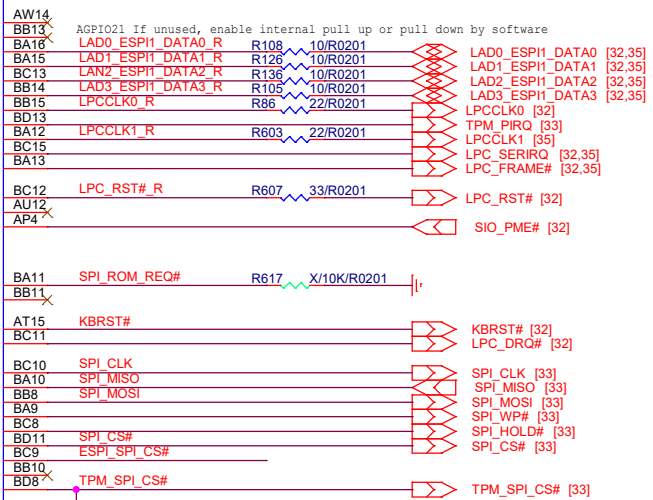 AW14
BB13 AGPIO21 If unused, enable internal pull up or pull down by software
BA16 LAD0_ESPI1_DATA0_R R108 10/R0201 LAD0_ESPI1_DATA0 [32,35]
BA15 LAD1_ESPI1_DATA1_R R126 10/R0201 LAD1_ESPI1_DATA1 [32,35]
BC13 LAN2_ESPI1_DATA2_R R136 10/R0201 LAD2_ESPI1_DATA2 [32,35]
BB14 LAD3_ESPI1_DATA3_R R105 10/R0201 LAD3_ESPI1_DATA3 [32,35]
BB15 LPCCLK0_R R86 22/R0201 LPCCLK0 [32]
BD13 TPM_PIRQ [33]
BA12 LPCCLK1_R R603 22/R0201 LPCCLK1 [35]
BC15 LPC_SERIRQ [32,35]
BA13 LPC_FRAME# [32,35]
BC12 LPC_RST#_R R607 33/R0201 LPC_RST# [32]
AU12
AP4 SIO_PME# [32]
BA11 SPI_ROM_REQ# R617 X/10K/R0201
BB11
AT15 KBRST# KBRST# [32]
BC11 LPC_DRQ# [32]
BC10 SPI_CLK SPI_CLK [33]
BA10 SPI_MISO SPI_MISO [33]
BB8 SPI_MOSI SPI_MOSI [33]
BA9 SPI_WP# [33]
BC8 SPI_HOLD# [33]
BD11 SPI_CS# SPI_CS# [33]
BC9 ESPI_SPI_CS#
BB10
BD8 TPM_SPI_CS# TPM_SPI_CS# [33]